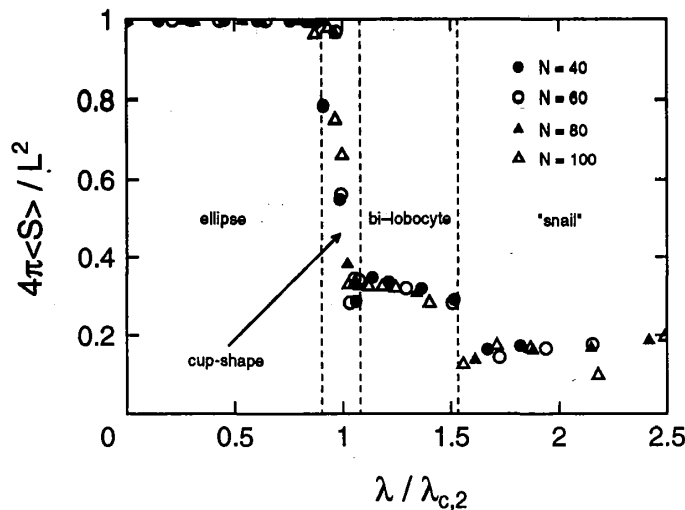 4π<S> / L²
1
0.8
0.6
0.4
0.2
0
0.5
1
1.5
2
2.5
λ / λc,2
N = 40
N = 60
N = 80
N = 100
ellipse
bi–lobocyte
"snail"
cup-shape